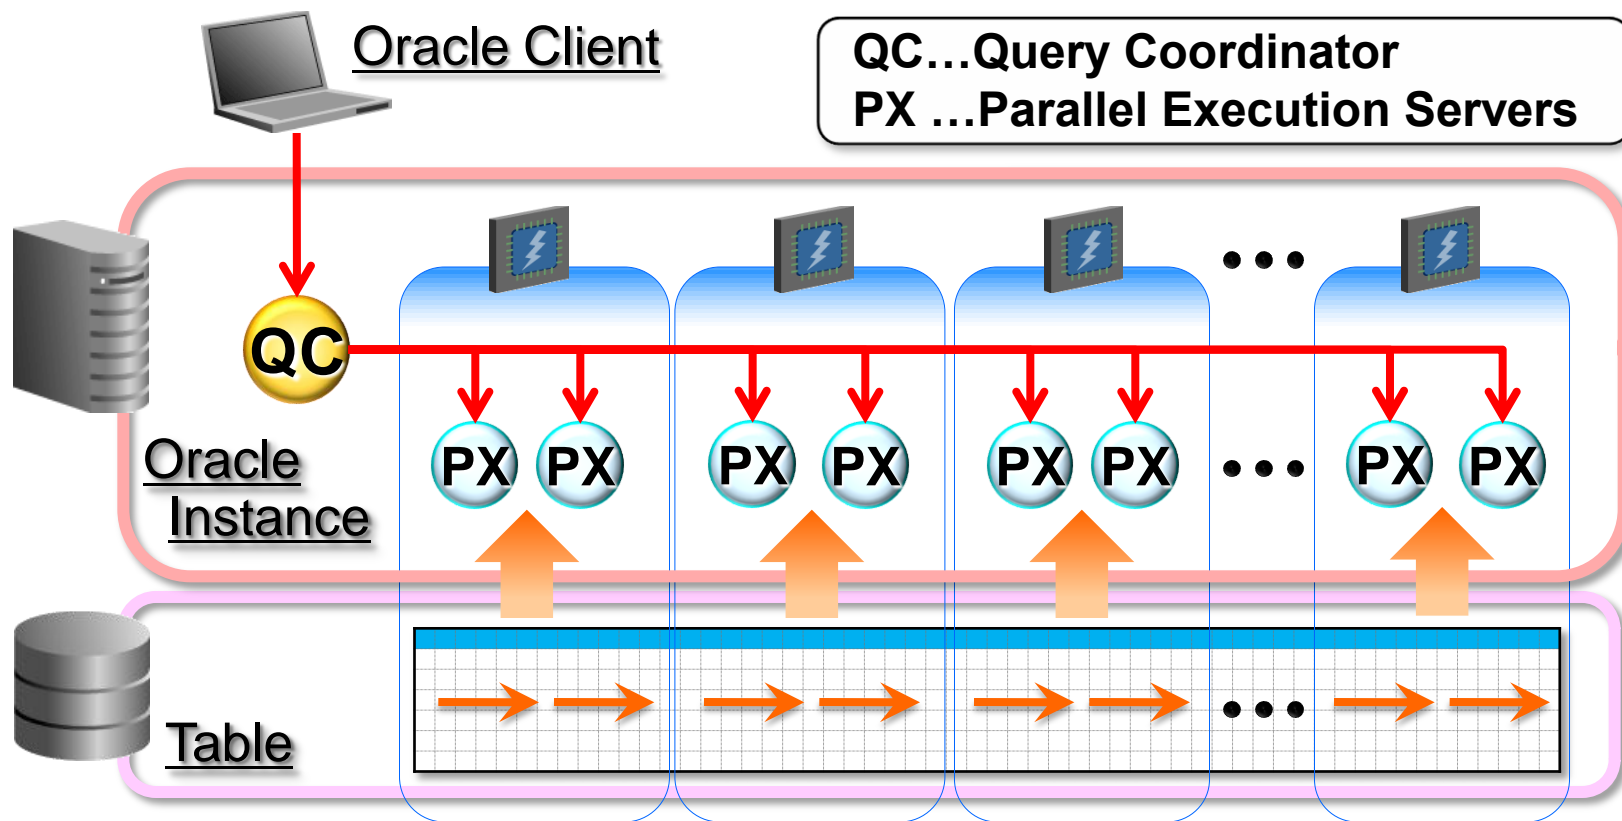 Oracle Client
QC...Query Coordinator
PX ...Parallel Execution Servers
QC
PX PX PX PX PX PX ... PX PX
Oracle
Instance
Table